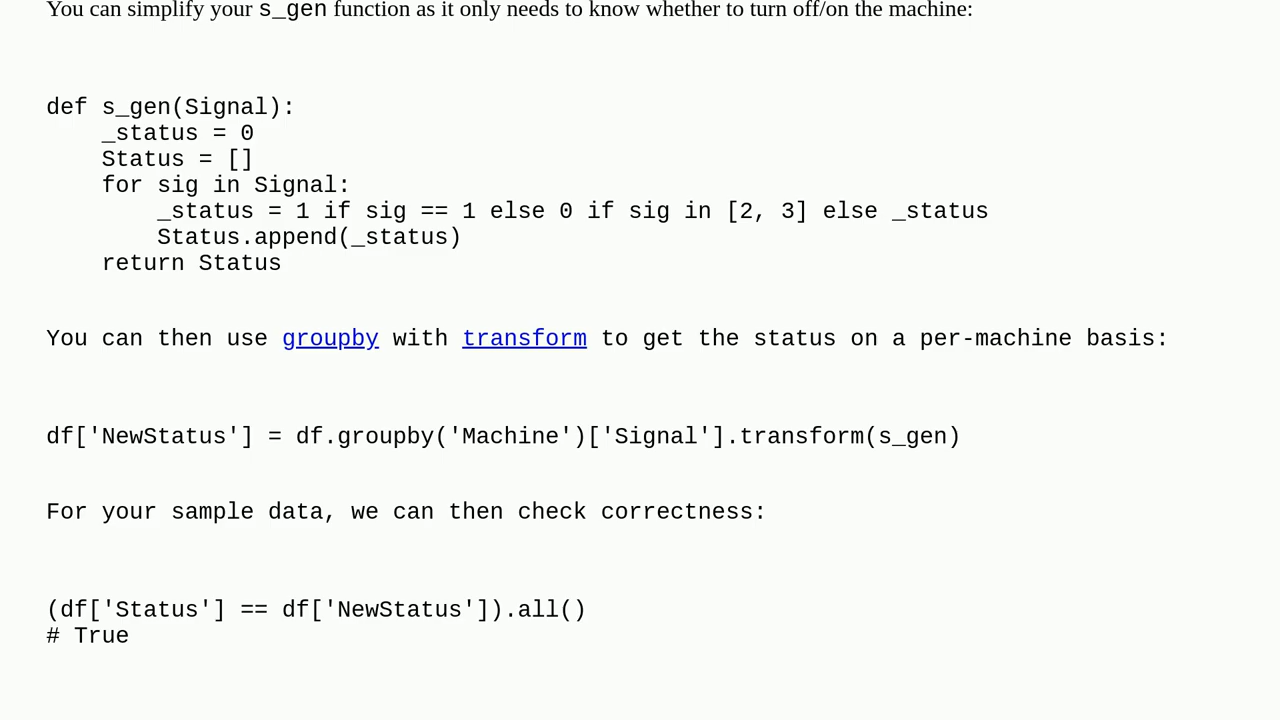 You can simplify your s_gen function as it only needs to know whether to turn off/on the machine:
def s_gen(Signal):
    _status = 0
    Status = []
    for sig in Signal:
        _status = 1 if sig == 1 else 0 if sig in [2, 3] else _status
        Status.append(_status)
    return Status
You can then use groupby with transform to get the status on a per-machine basis:
df['NewStatus'] = df.groupby('Machine')['Signal'].transform(s_gen)
For your sample data, we can then check correctness:
(df['Status'] == df['NewStatus']).all()
# True